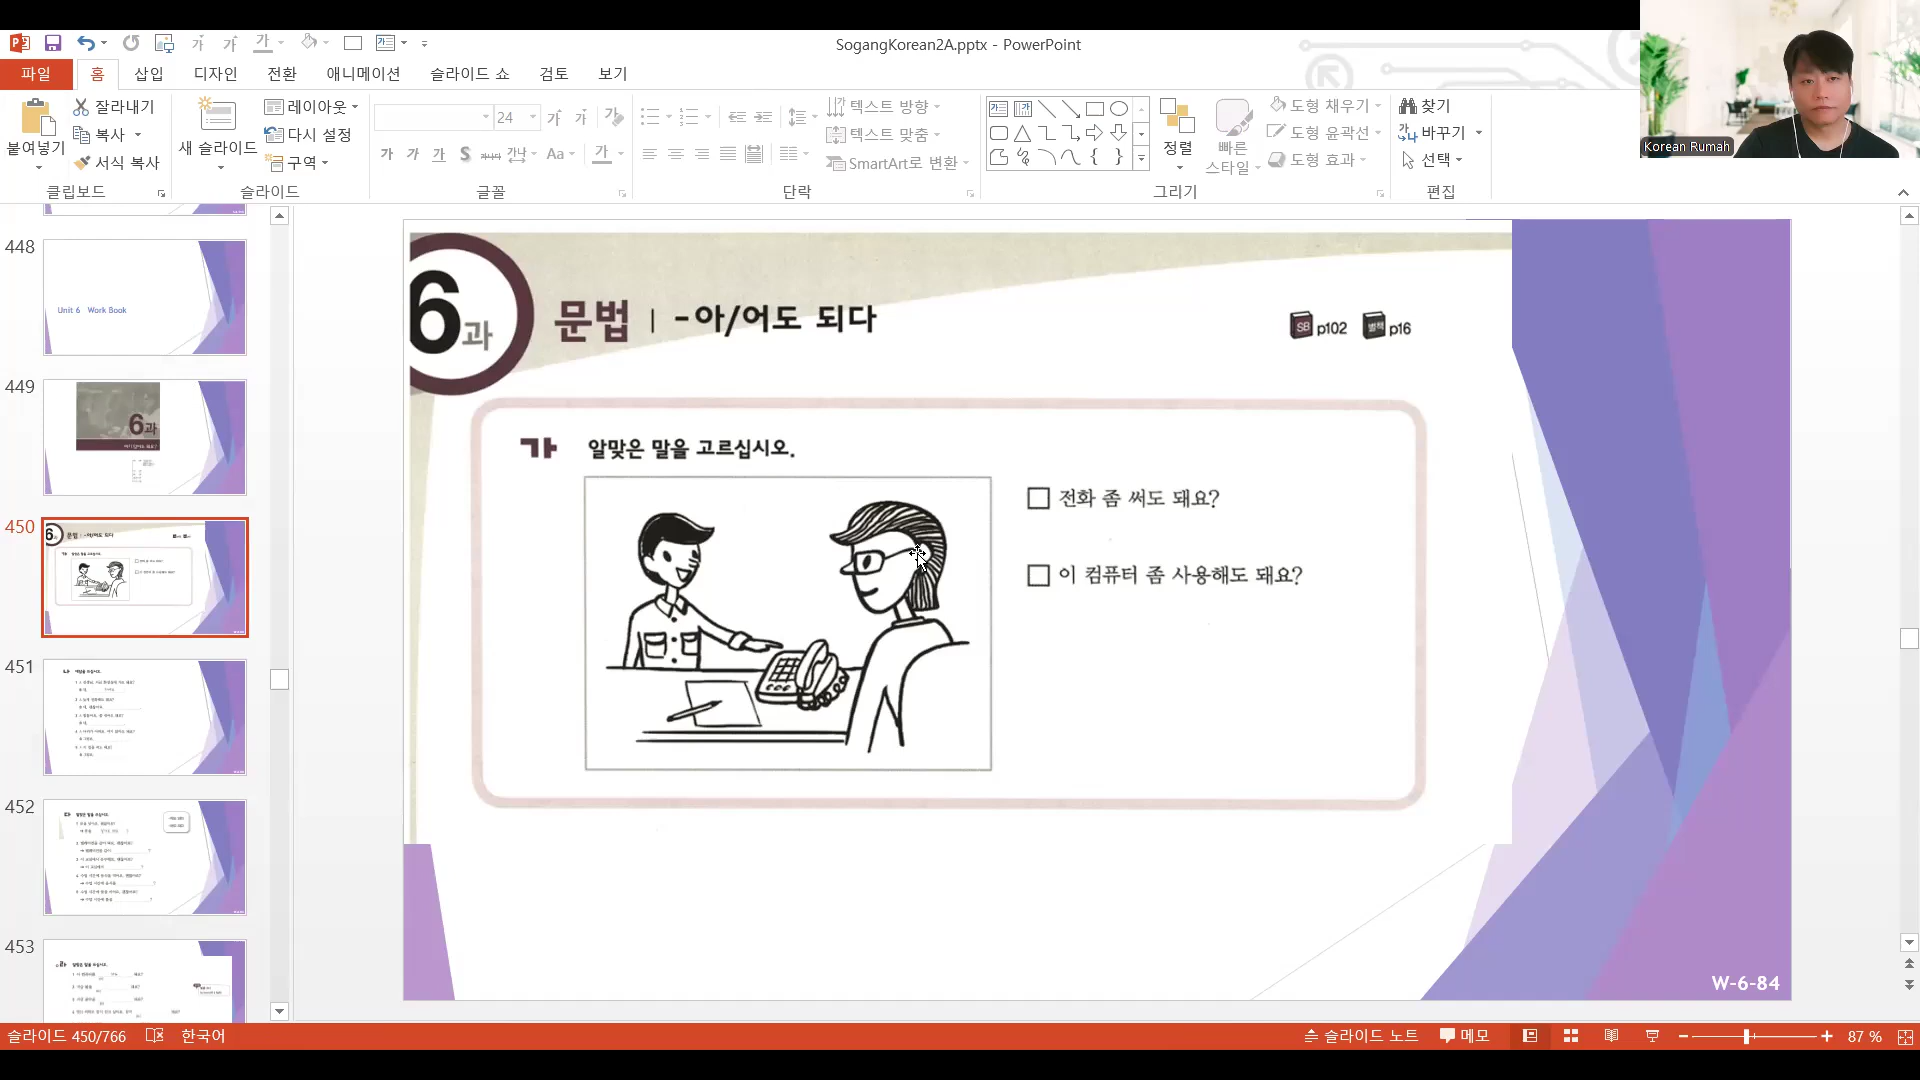 SogangKorean2A.pptx - PowerPoint
파일 홈 삽입 디자인 전환 애니메이션 슬라이드 쇼 검토 보기
붙여넣기
잘라내기
복사
서식 복사
클립보드
새 슬라이드
레이아웃
다시 설정
구역
슬라이드
24
글꼴
텍스트 방향
텍스트 맞춤
SmartArt로 변환
단락
정렬
빠른 스타일
도형 채우기
도형 윤곽선
도형 효과
그리기
찾기
바꾸기
선택
편집
Korean Rumah
448
Unit 6 Work Book
449
6과
450
451
452
453
6과
문법 | -아/어도 되다
SB p102 별책 p16
가 알맞은 말을 고르십시오.
전화 좀 써도 돼요?
이 컴퓨터 좀 사용해도 돼요?
W-6-84
슬라이드 450/766 한국어
슬라이드 노트 메모 87 %